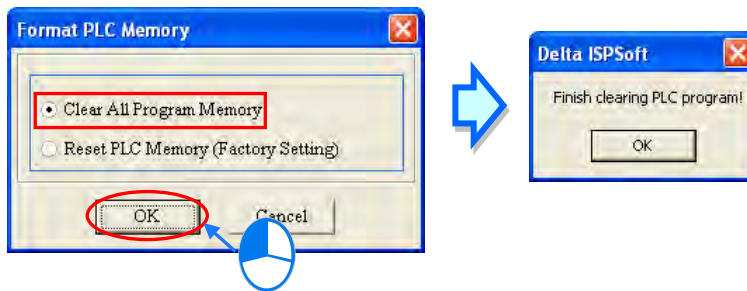 Format PLC Memory
Clear All Program Memory
Reset PLC Memory (Factory Setting)
OK
Cancel
Delta ISPSoft
Finish clearing PLC program!
OK